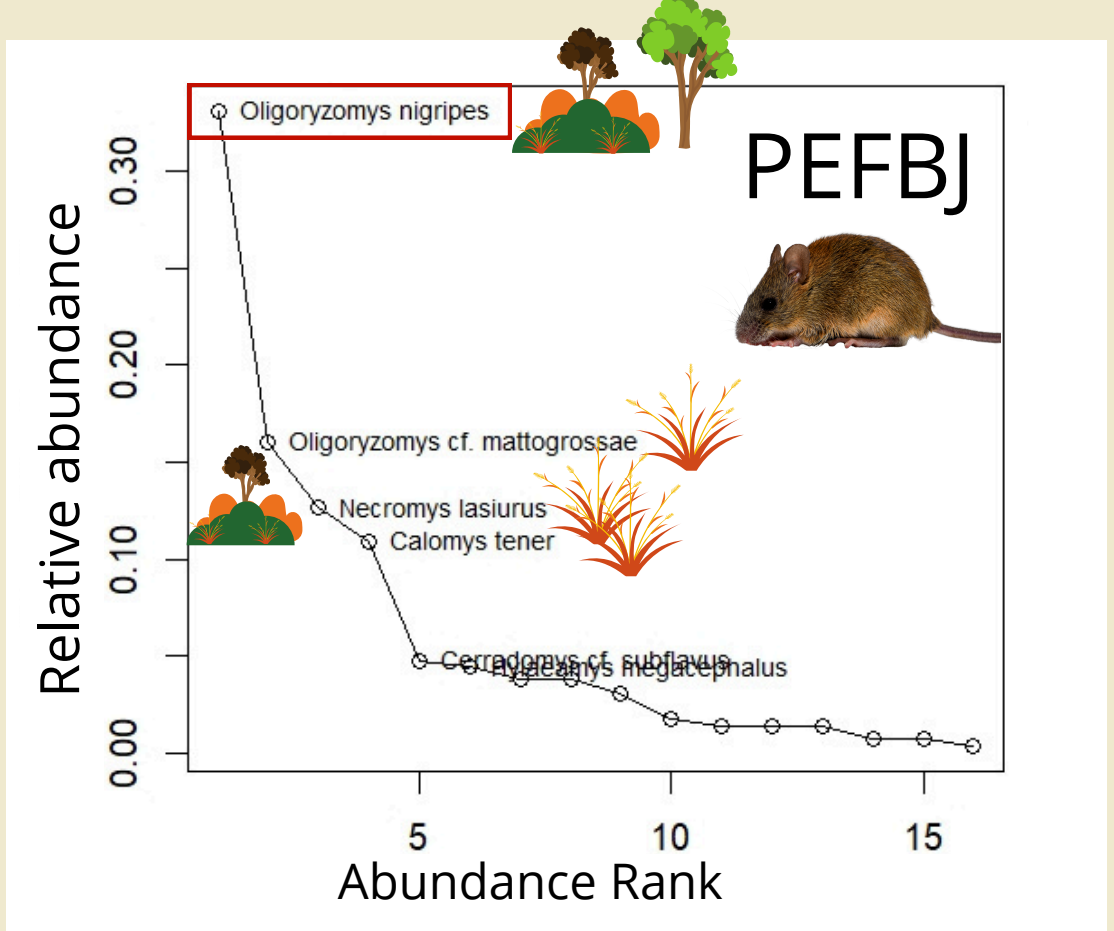 PEFBJ
Relative abundance
0.30
0.20
0.10
0.00
Oligoryzomys nigripes
Oligoryzomys cf. mattogrossae
Necromys lasiurus
Calomys tener
Cerradomys cf. subflavus
megacephalus
5 10 15
Abundance Rank